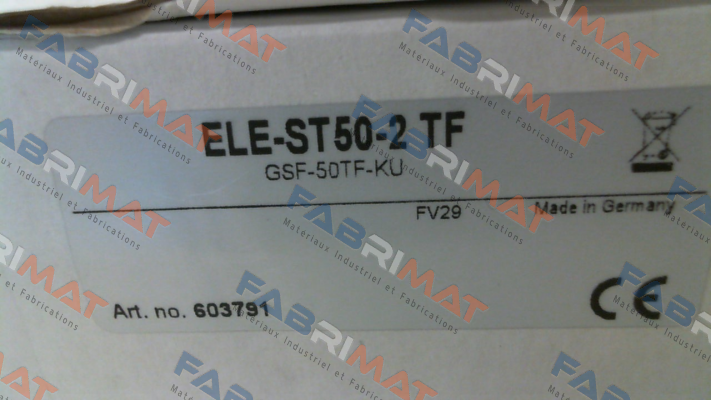 ELE-ST50-2 TF
GSF-50TF-KU
FV29 Made in Germany
Art. no. 603791
CE
FABRIMAT
Materiaux Industriel et Fabrications